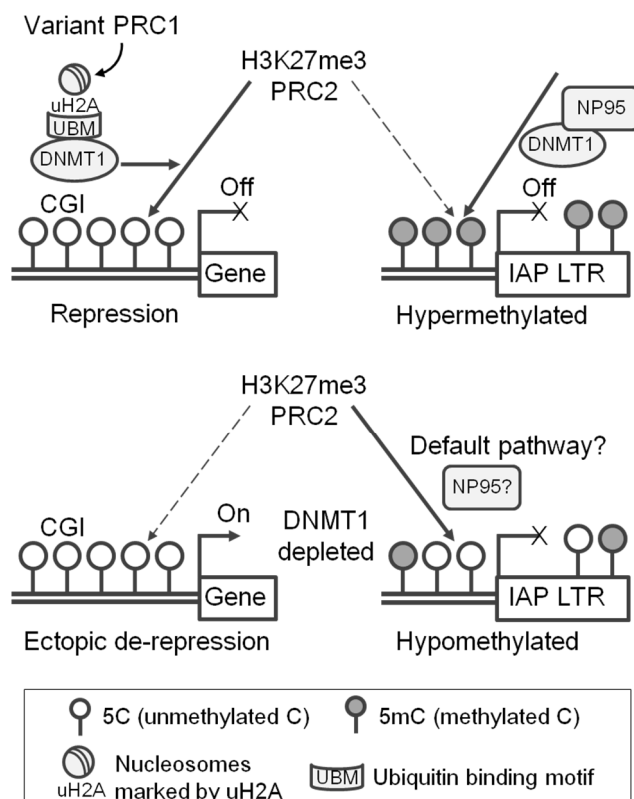 Variant PRC1
H3K27me3
PRC2
uH2A
UBM
DNMT1
NP95
DNMT1
CGI
Off
X
Gene
Repression
Off
X
IAP LTR
Hypermethylated
H3K27me3
PRC2
Default pathway?
NP95?
CGI
On
DNMT1
depleted
Gene
Ectopic de-repression
X
IAP LTR
Hypomethylated
5C (unmethylated C)
5mC (methylated C)
uH2A
Nucleosomes
marked by uH2A
UBM
Ubiquitin binding motif